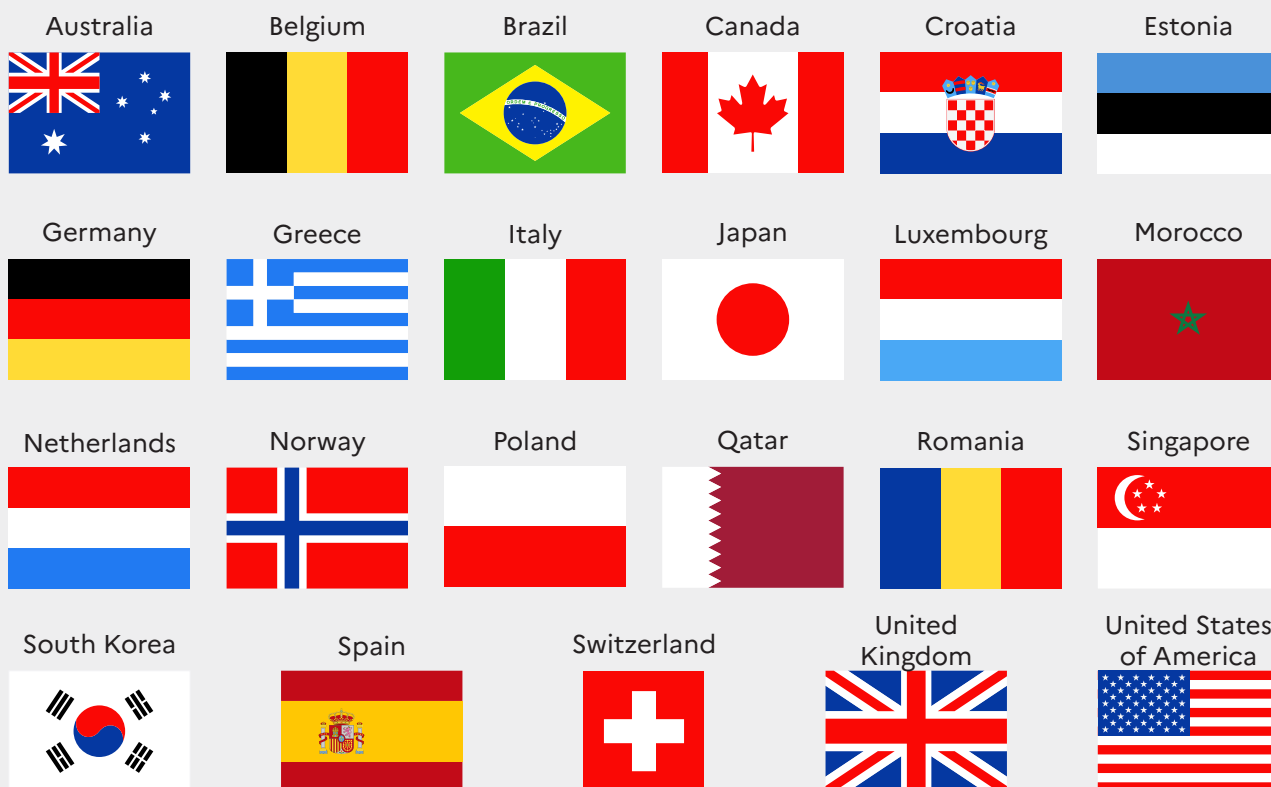 Australia
Belgium
Brazil
Canada
Croatia
Estonia
Germany
Greece
Italy
Japan
Luxembourg
Morocco
Netherlands
Norway
Poland
Qatar
Romania
Singapore
South Korea
Spain
Switzerland
United
Kingdom
United States
of America